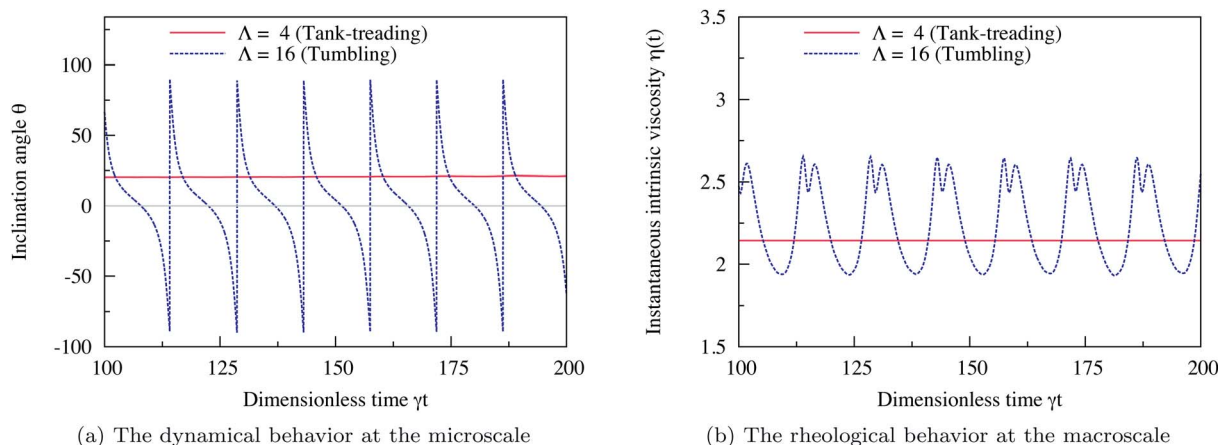 Λ = 4 (Tank-treading)
Λ = 16 (Tumbling)
100
50
0
-50
-100
100
125
150
175
200
Inclination angle θ
Dimensionless time γt
(a) The dynamical behavior at the microscale
Λ = 4 (Tank-treading)
Λ = 16 (Tumbling)
3.5
3
2.5
2
1.5
100
125
150
175
200
Instantaneous intrinsic viscosity η(t)
Dimensionless time γt
(b) The rheological behavior at the macroscale